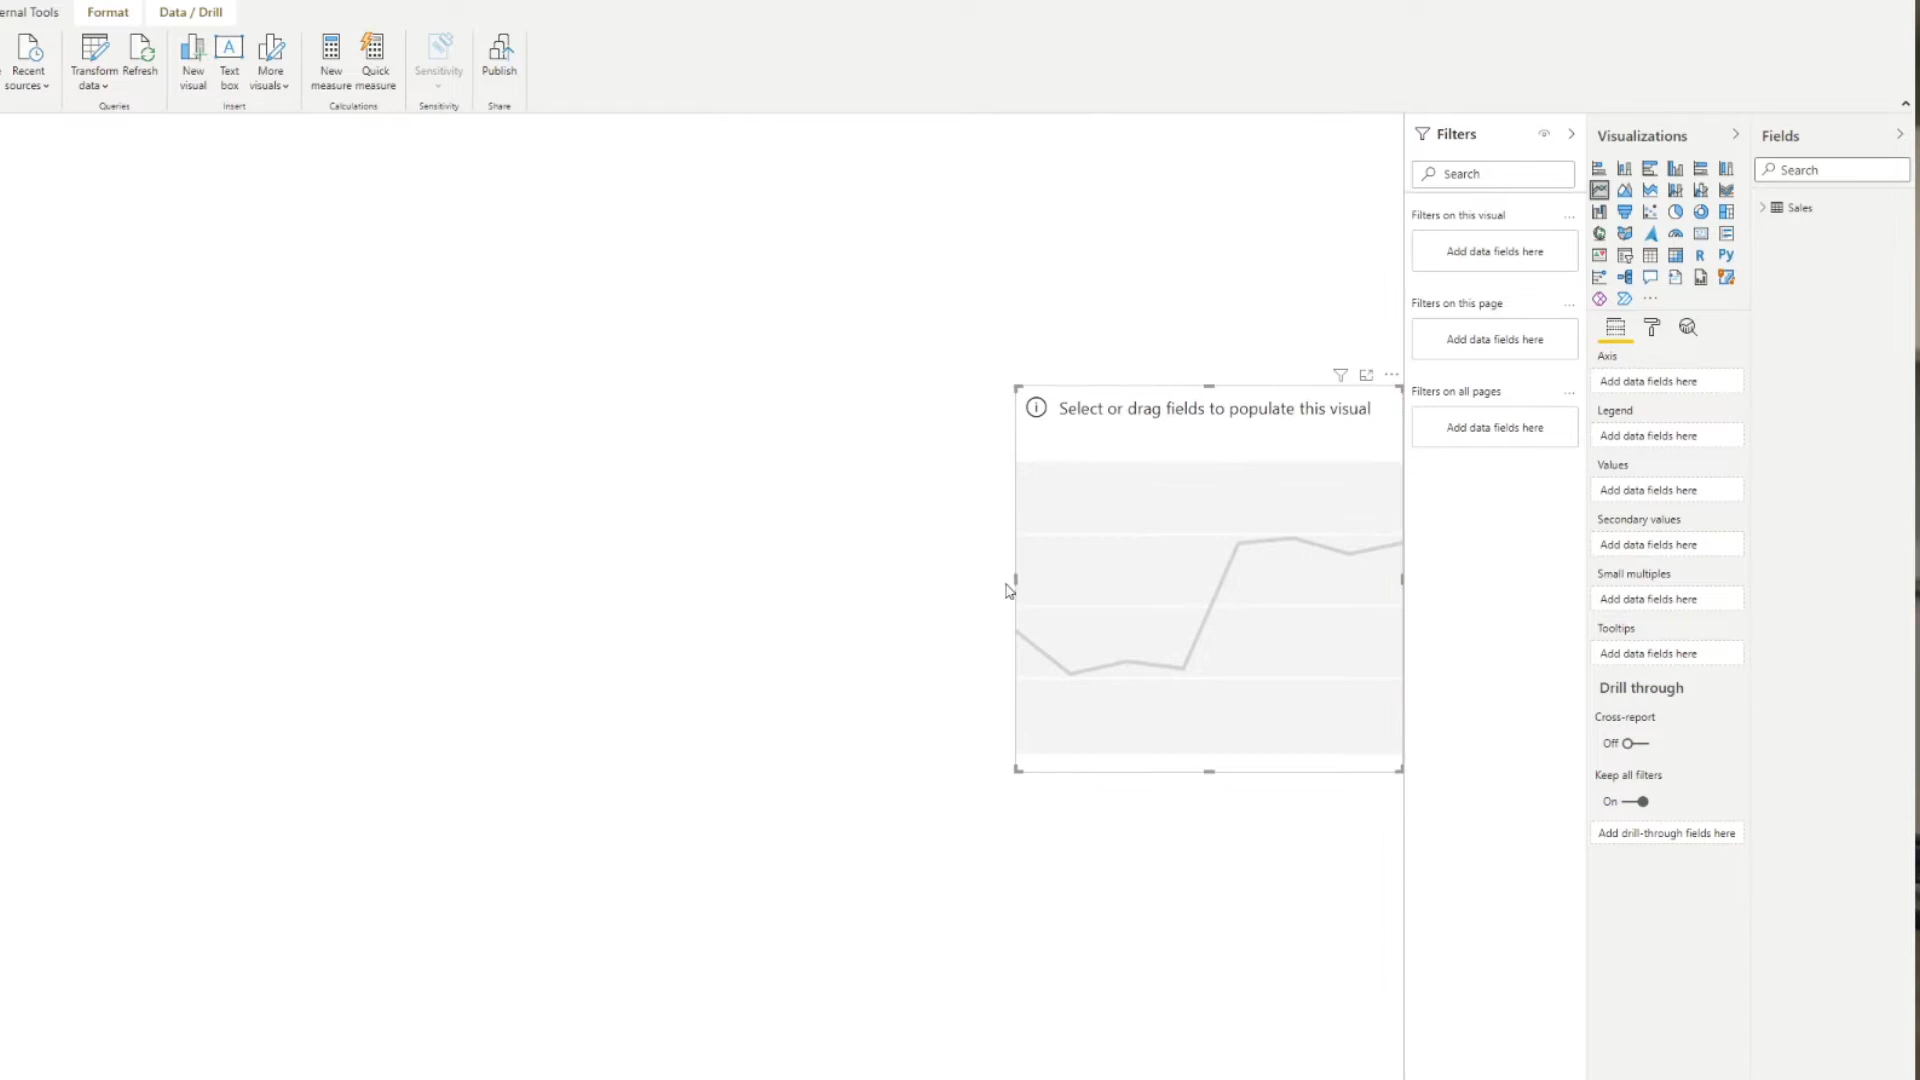 ernal Tools
Format
Data / Drill
Recent sources
Transform data
Refresh
New visual
Text box
More visuals
New measure
Quick measure
Sensitivity
Publish
Queries
Insert
Calculations
Sensitivity
Share
Filters
Search
Filters on this visual
...
Add data fields here
Filters on this page
...
Add data fields here
Filters on all pages
...
Add data fields here
Select or drag fields to populate this visual
Visualizations
R
Py
...
Axis
Add data fields here
Legend
Add data fields here
Values
Add data fields here
Secondary values
Add data fields here
Small multiples
Add data fields here
Tooltips
Add data fields here
Drill through
Cross-report
Off
Keep all filters
On
Add drill-through fields here
Fields
Search
Sales